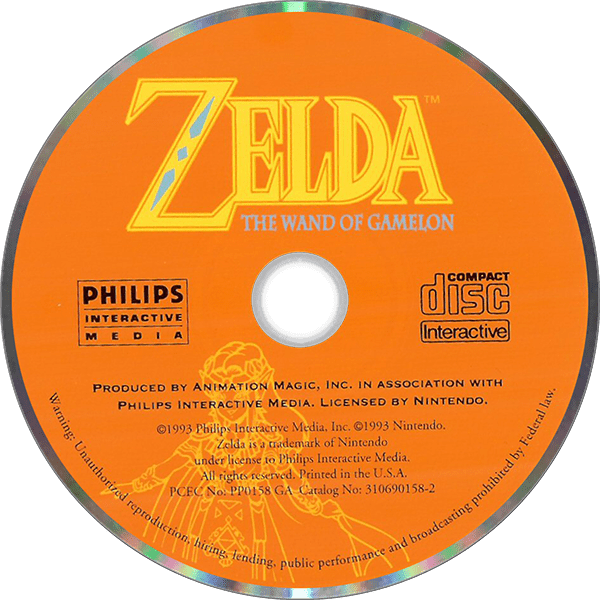 ZELDA™
THE WAND OF GAMELON
PHILIPS
INTERACTIVE
MEDIA
COMPACT
disc
Interactive
PRODUCED BY ANIMATION MAGIC, INC. IN ASSOCIATION WITH
PHILIPS INTERACTIVE MEDIA. LICENSED BY NINTENDO.
©1993 Philips Interactive Media, Inc. ©1993 Nintendo.
Zelda is a trademark of Nintendo
under license to Philips Interactive Media.
All rights reserved. Printed in the U.S.A.
PCEC No: PP0158 GA Catalog No: 310690158-2
Warning: Unauthorized reproduction, hiring, lending, public performance and broadcasting prohibited by Federal law.